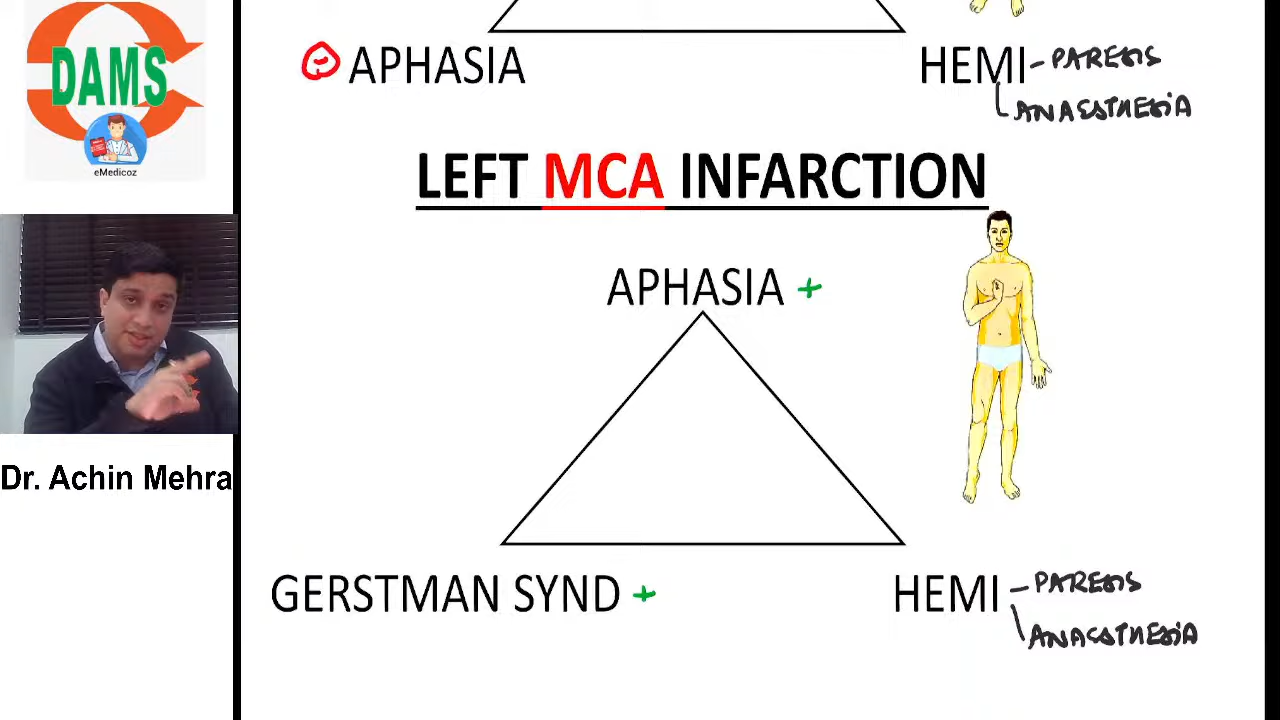 DAMS
eMedicoz
Dr. Achin Mehra
APHASIA
HEMI - PARESIS
ANAESTHESIA
LEFT MCA INFARCTION
APHASIA +
GERSTMAN SYND +
HEMI - PARESIS
ANAESTHESIA